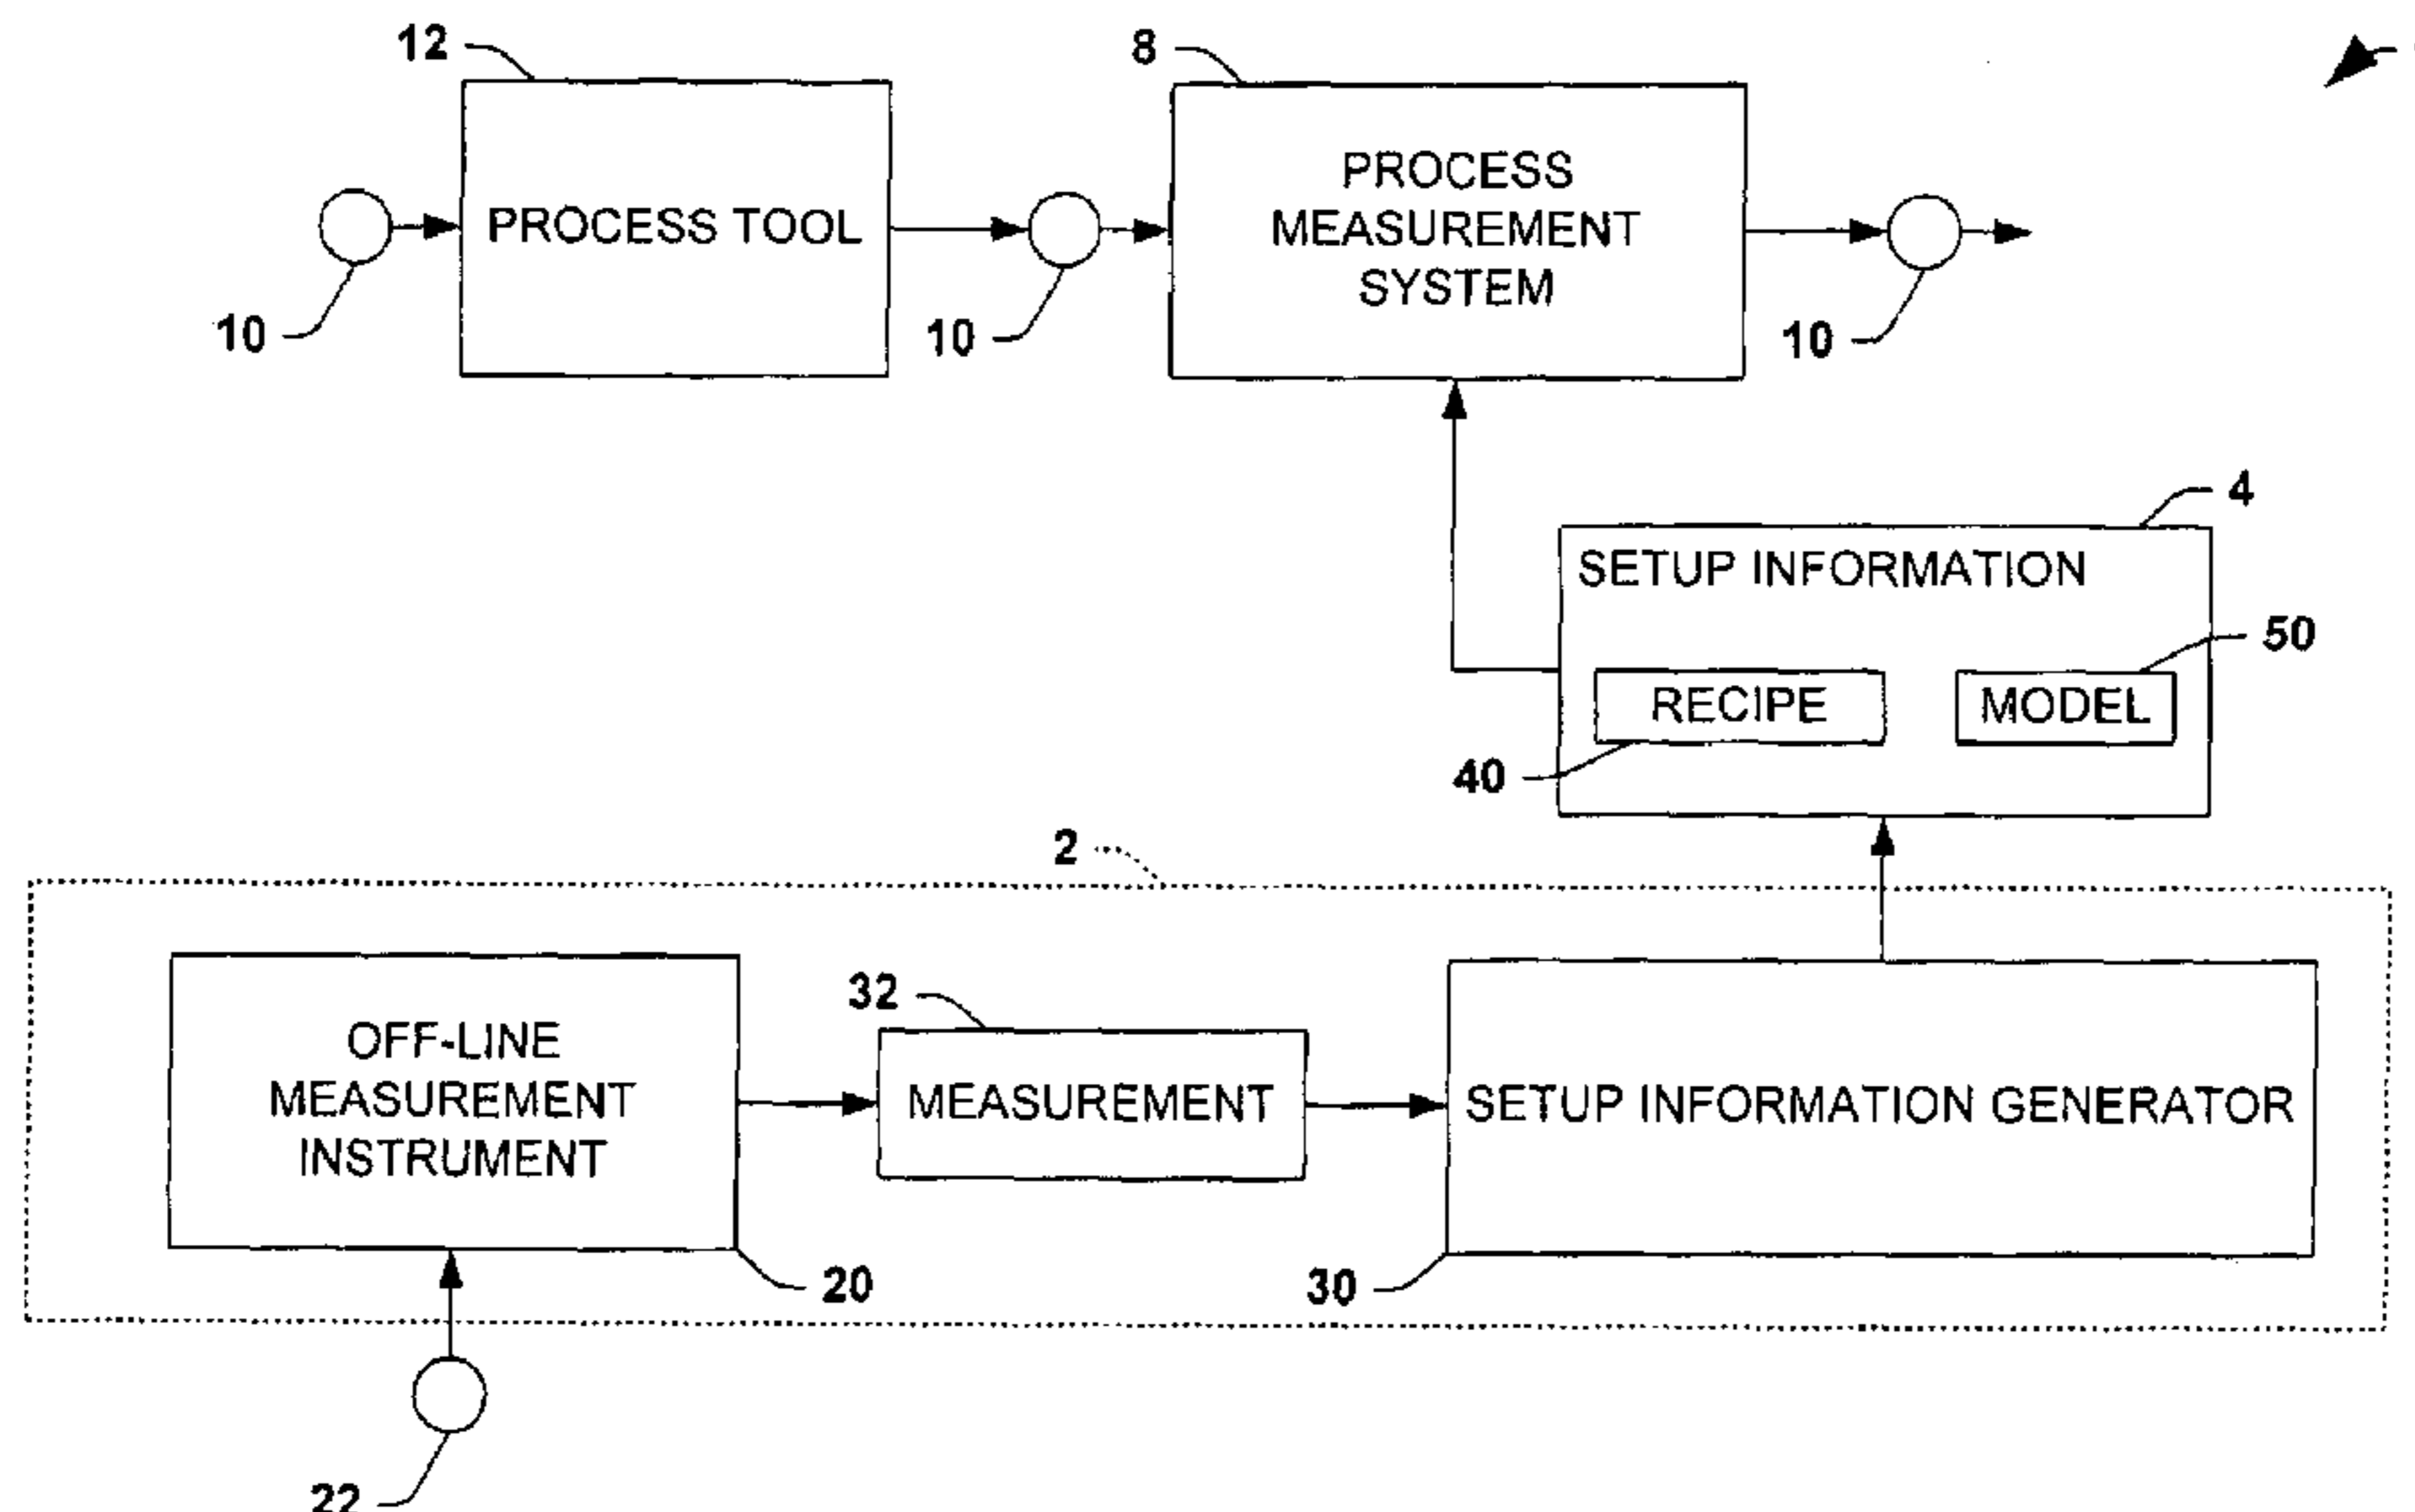 12
8
PROCESS TOOL
PROCESS
MEASUREMENT
SYSTEM
10
10
10
4
SETUP INFORMATION
50
RECIPE
MODEL
40
2
32
OFF-LINE
MEASUREMENT
INSTRUMENT
MEASUREMENT
SETUP INFORMATION GENERATOR
20
30
22